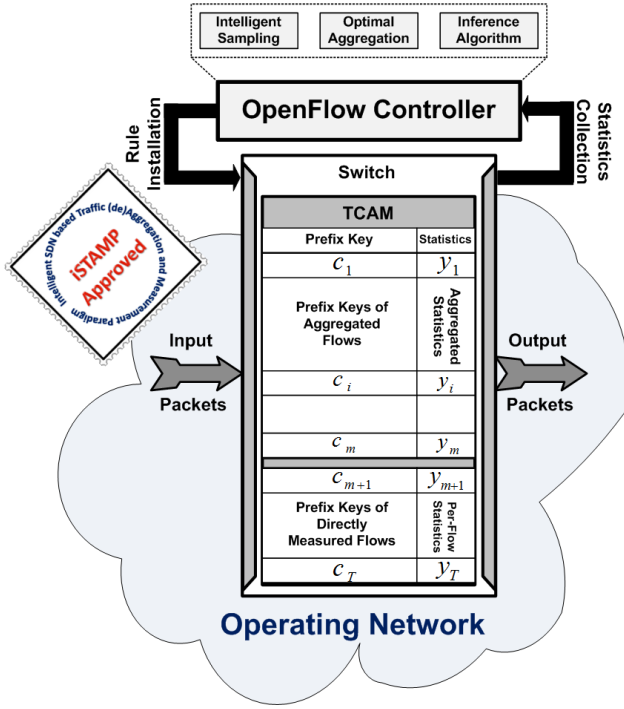 Intelligent
Sampling
Optimal
Aggregation
Inference
Algorithm
OpenFlow Controller
Rule
Installation
Statistics
Collection
Switch
TCAM
Prefix Key
Statistics
c1
y1
Prefix Keys of
Aggregated
Flows
Aggregated
Statistics
ci
yi
cm
ym
cm+1
ym+1
Prefix Keys of
Directly
Measured Flows
Per-Flow
Statistics
cT
yT
Input
Packets
Output
Packets
Intelligent SDN based Traffic (de)Aggregation and Measurement Paradigm
iSTAMP
Approved
Operating Network